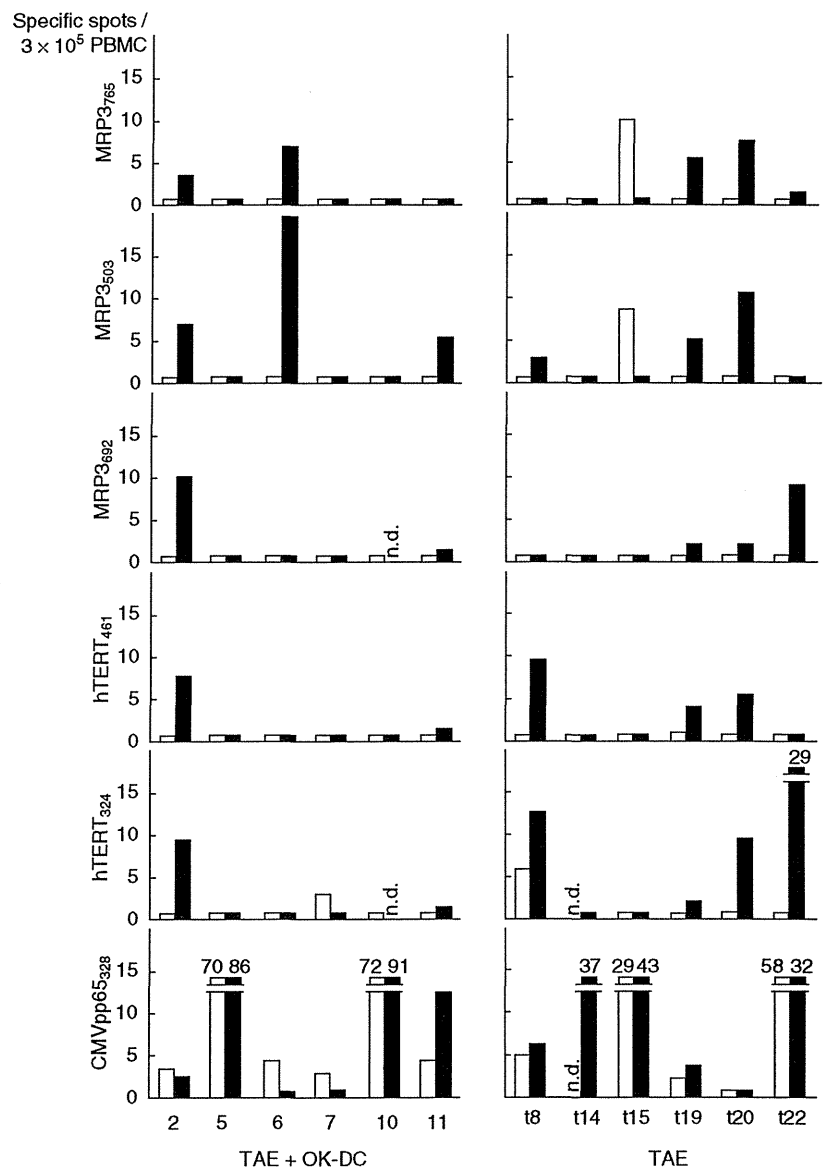 Specific spots /
3 × 10⁵ PBMC
MRP3₇₆₅
15
10
5
0
MRP3₅₀₃
15
10
5
0
MRP3₆₉₂
15
10
5
0
n.d.
hTERT₄₆₁
15
10
5
0
hTERT₃₂₄
15
10
5
0
n.d.
n.d.
29
CMVpp65₃₂₈
15
10
5
0
70 86
72 91
n.d.
37
29 43
58 32
2 5 6 7 10 11
t8 t14 t15 t19 t20 t22
TAE + OK-DC
TAE